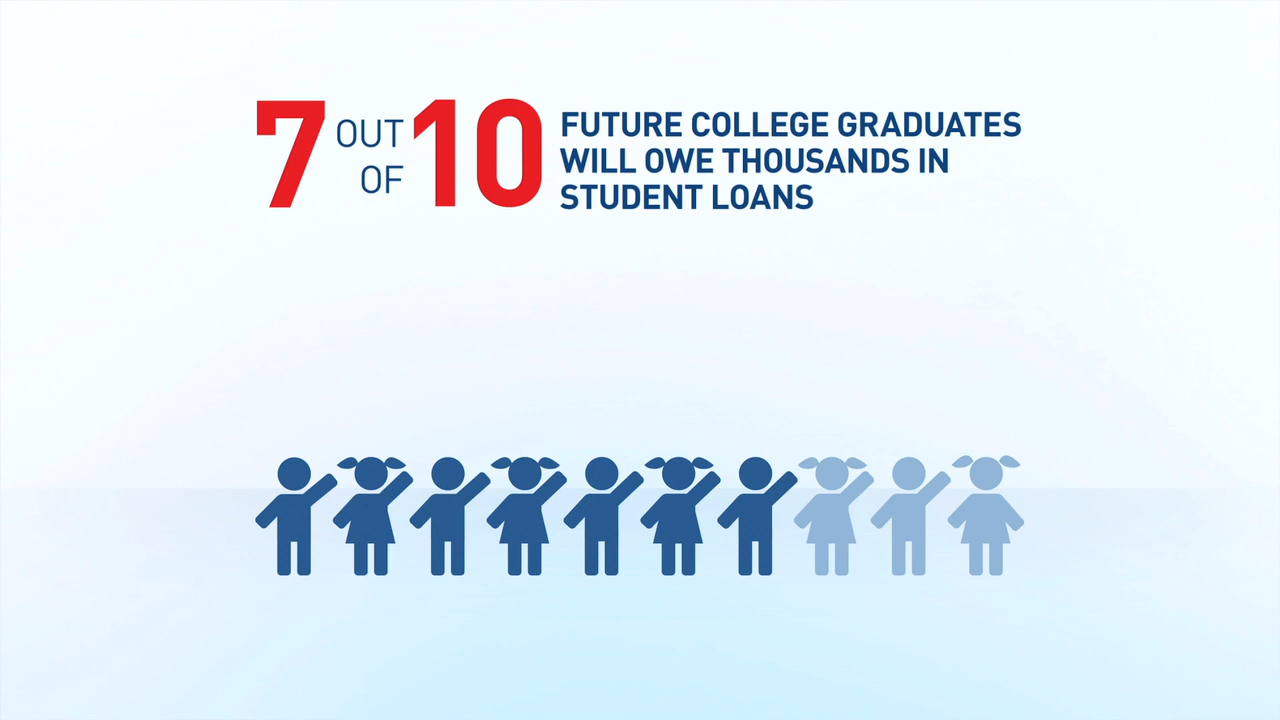 7 OUT OF 10
FUTURE COLLEGE GRADUATES
WILL OWE THOUSANDS IN
STUDENT LOANS